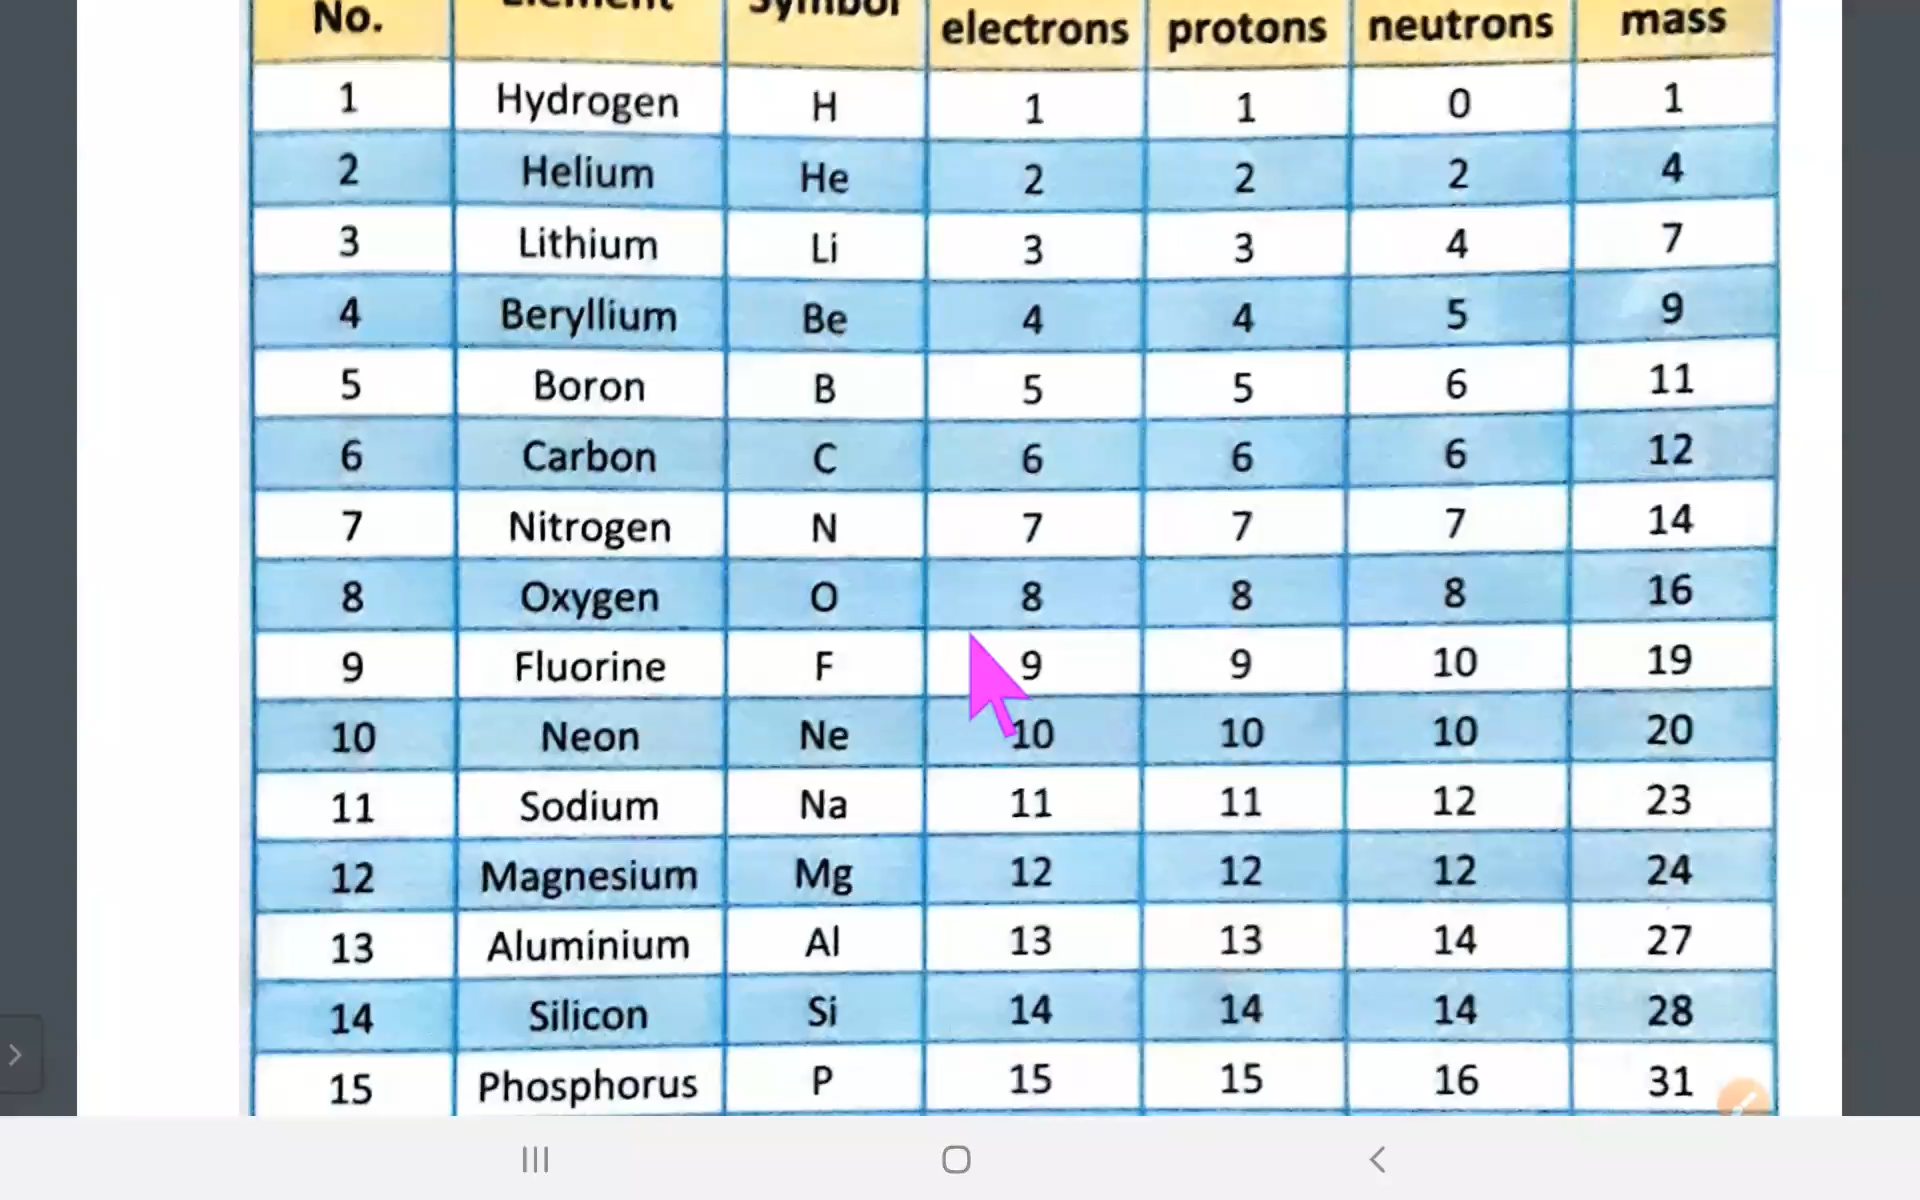 No. Element Symbol electrons protons neutrons mass
1 Hydrogen H 1 1 0 1
2 Helium He 2 2 2 4
3 Lithium Li 3 3 4 7
4 Beryllium Be 4 4 5 9
5 Boron B 5 5 6 11
6 Carbon C 6 6 6 12
7 Nitrogen N 7 7 7 14
8 Oxygen O 8 8 8 16
9 Fluorine F 9 9 10 19
10 Neon Ne 10 10 10 20
11 Sodium Na 11 11 12 23
12 Magnesium Mg 12 12 12 24
13 Aluminium Al 13 13 14 27
14 Silicon Si 14 14 14 28
15 Phosphorus P 15 15 16 31